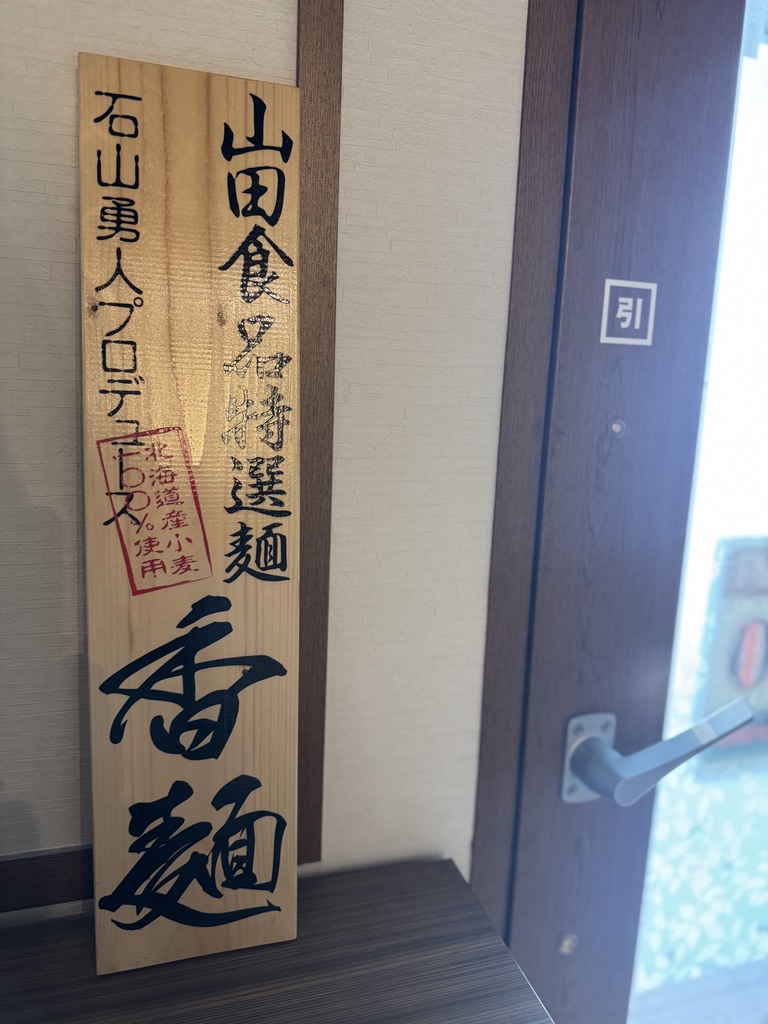 山田食品特選麺
香麺
石山勇人プロデュース
北海道産小麦
100%使用
引